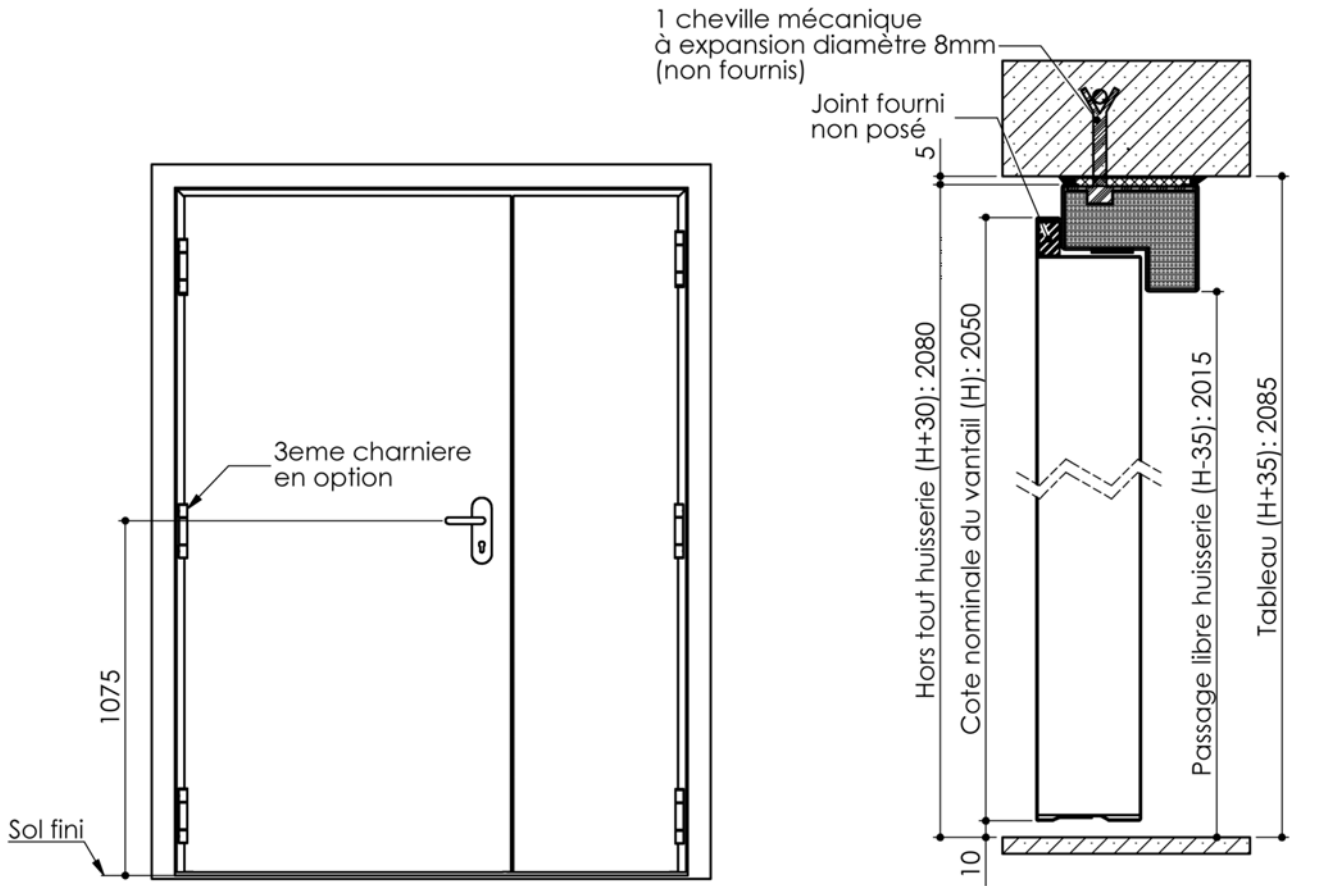 1 cheville mécanique
à expansion diamètre 8mm
(non fournis)
Joint fourni
non posé
5
3eme charniere
en option
1075
Sol fini
Hors tout huisserie (H+30): 2080
Cote nominale du vantail (H): 2050
Passage libre huisserie (H-35): 2015
Tableau (H+35): 2085
10